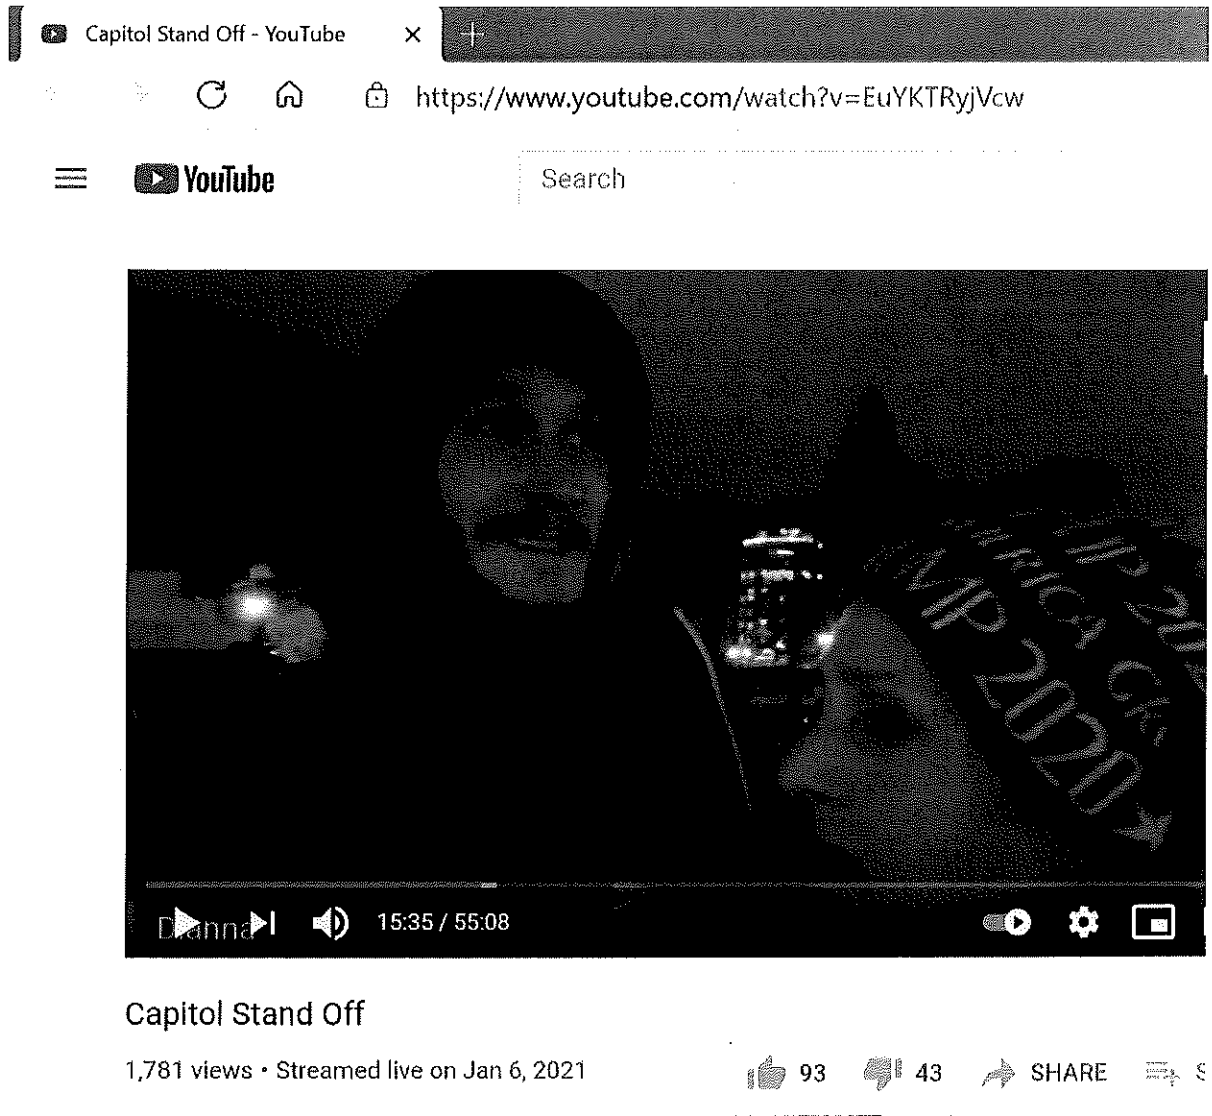 Capitol Stand Off - YouTube
https://www.youtube.com/watch?v=EuYKTRyjVcw
YouTube
Search
MP 2020
15:35 / 55:08
Capitol Stand Off
1,781 views • Streamed live on Jan 6, 2021
93 43 SHARE